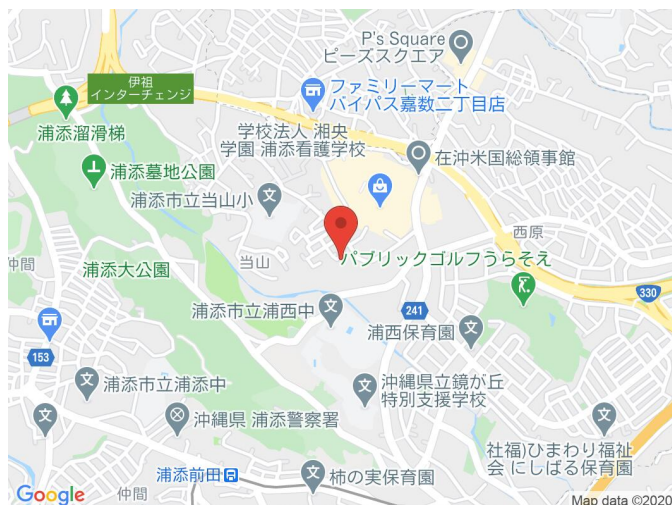 P's Square
ピーズスクエア
伊祖
インターチェンジ
ファミリーマート
バイパス嘉数二丁目店
浦添溜滑梯
学校法人 湘央
学園 浦添看護学校
在沖米国総領事館
浦添墓地公園
浦添市立当山小
西原
仲間
浦添大公園
当山
パブリックゴルフうらそえ
330
浦添市立浦西中
241
浦西保育園
153
浦添市立浦添中
沖縄県立鏡が丘
特別支援学校
沖縄県 浦添警察署
社福)ひまわり福祉
会 にしばる保育園
浦添前田
柿の実保育園
Google
仲間
Map data ©2020